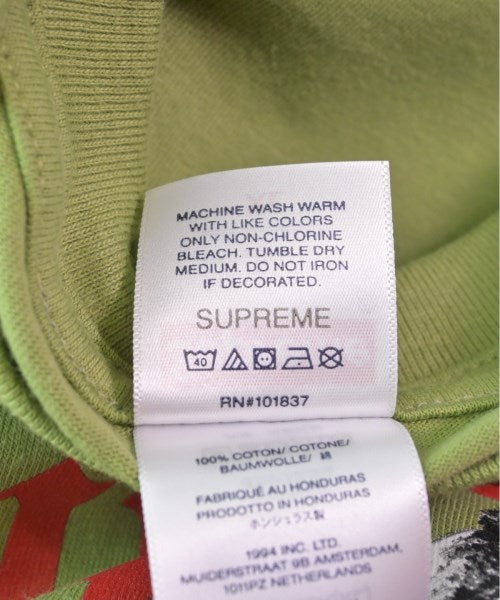 MACHINE WASH WARM
WITH LIKE COLORS
ONLY NON-CHLORINE
BLEACH. TUMBLE DRY
MEDIUM. DO NOT IRON
IF DECORATED.
SUPREME
40
RN#101837
100% COTON/ COTONE/
BAUMWOLLE/ 綿
FABRIQUÉ AU HONDURAS
PRODOTTO IN HONDURAS
ホンジュラス製
1994 INC. LTD.
MUIDERSTRAAT 9B AMSTERDAM,
1011PZ NETHERLANDS